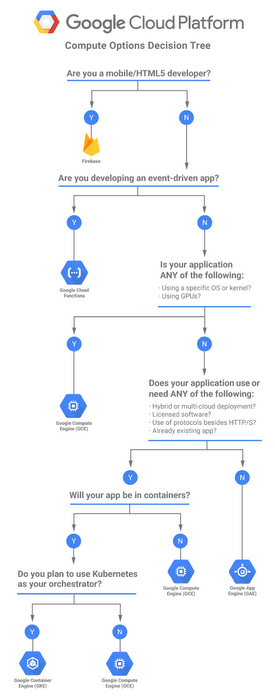 Google Cloud Platform
Compute Options Decision Tree
Are you a mobile/HTML5 developer?
Y
N
Firebase
Are you developing an event-driven app?
Y
N
Google Cloud
Functions
Is your application
ANY of the following:
· Using a specific OS or kernel?
· Using GPUs?
Y
N
Google Compute
Engine (GCE)
Does your application use or
need ANY of the following:
· Hybrid or multi-cloud deployment?
· Licensed software?
· Use of protocols besides HTTP/S?
· Already existing app?
Y
N
Will your app be in containers?
Google App
Engine (GAE)
Y
N
Google Compute
Engine (GCE)
Do you plan to use Kubernetes
as your orchestrator?
Y
N
Google Container
Engine (GKE)
Google Compute
Engine (GCE)